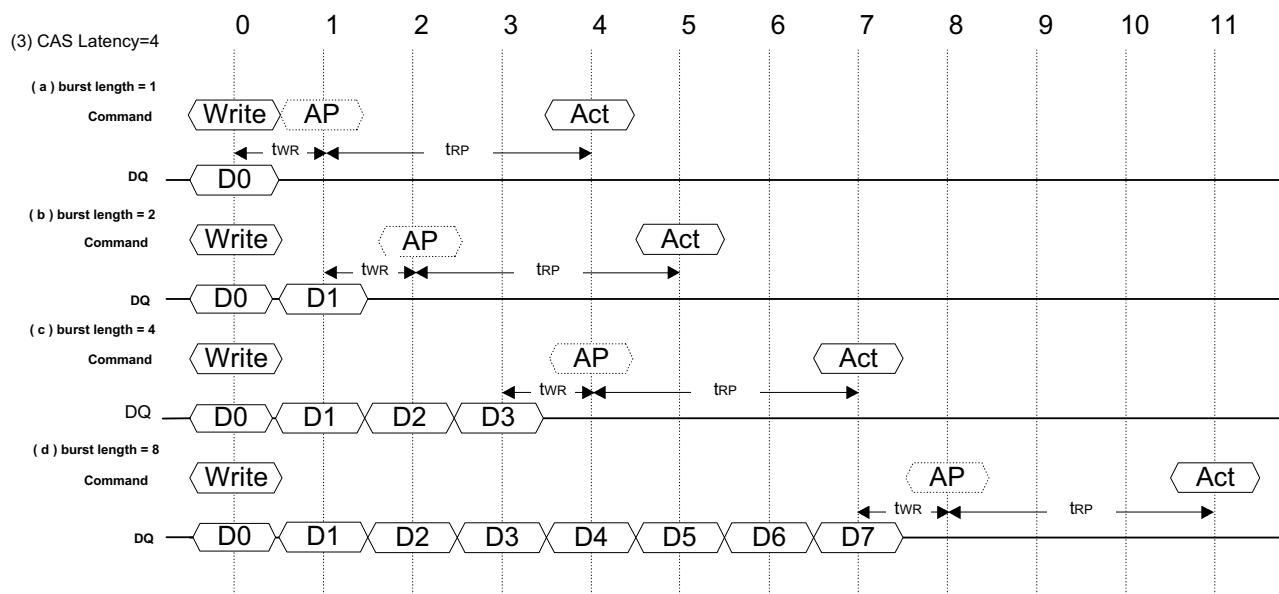 0 1 2 3 4 5 6 7 8 9 10 11
(3) CAS Latency=4
( a ) burst length = 1
Command Write AP Act
tWR tRP
DQ D0
( b ) burst length = 2
Command Write AP Act
tWR tRP
DQ D0 D1
( c ) burst length = 4
Command Write AP Act
tWR tRP
DQ D0 D1 D2 D3
( d ) burst length = 8
Command Write AP Act
tWR tRP
DQ D0 D1 D2 D3 D4 D5 D6 D7